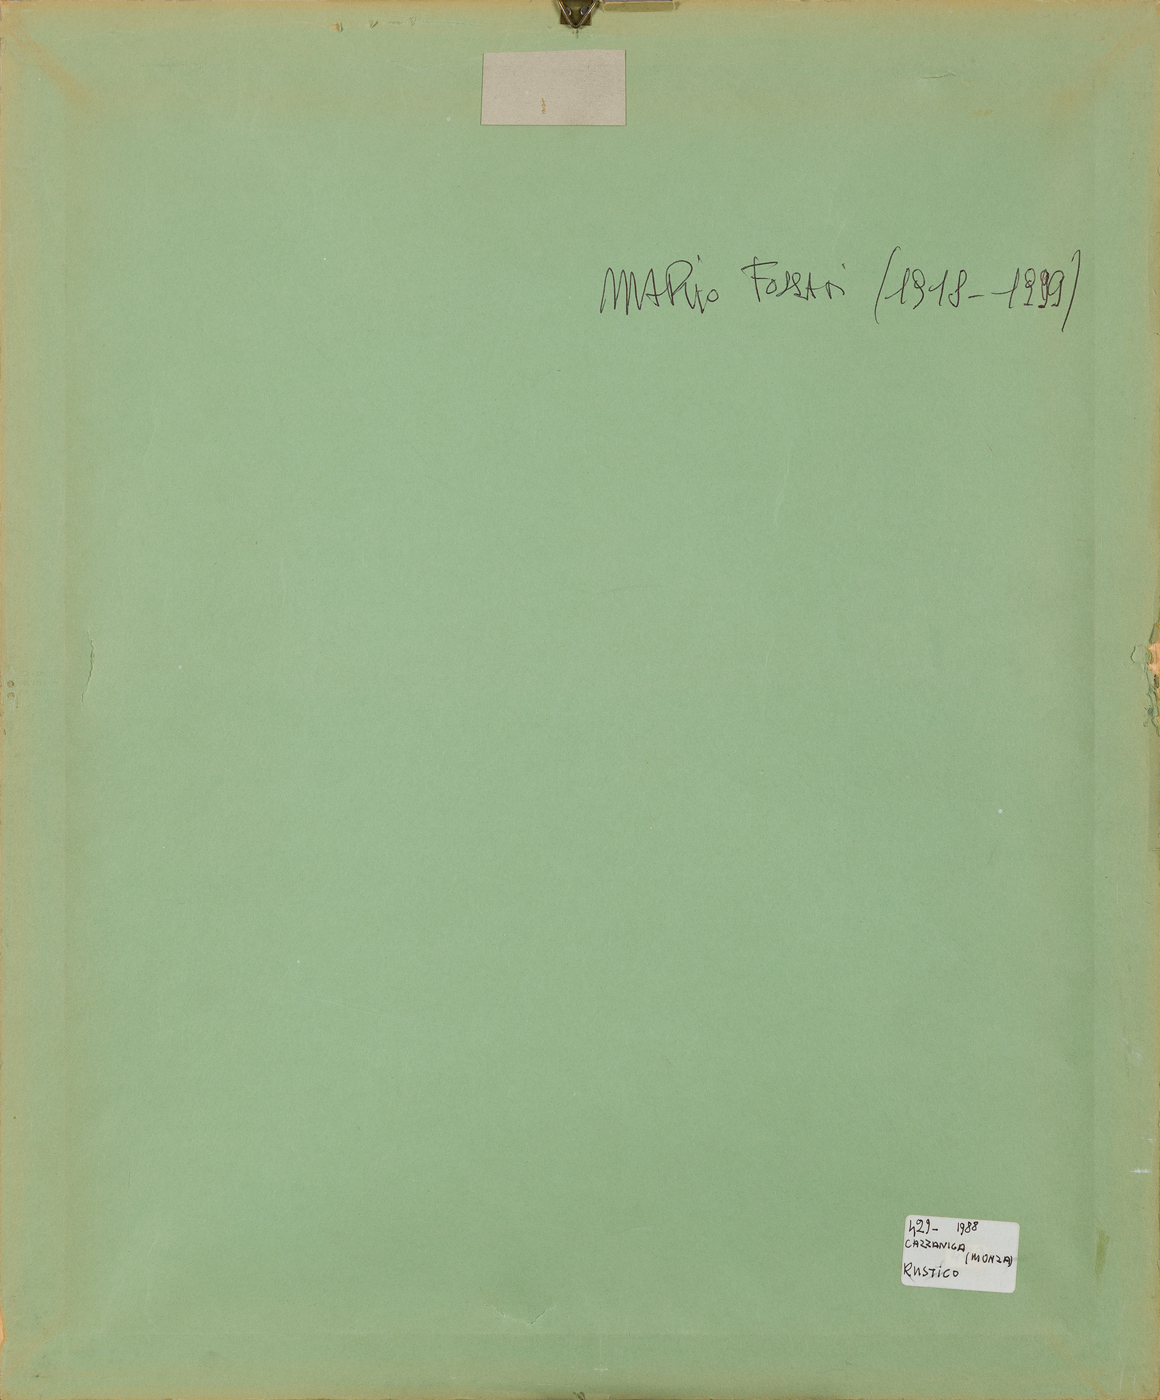 MARIO FOSSATI (1918-1999)
429- 1988
CAZZANIGA
(MONZA)
RUSTICO